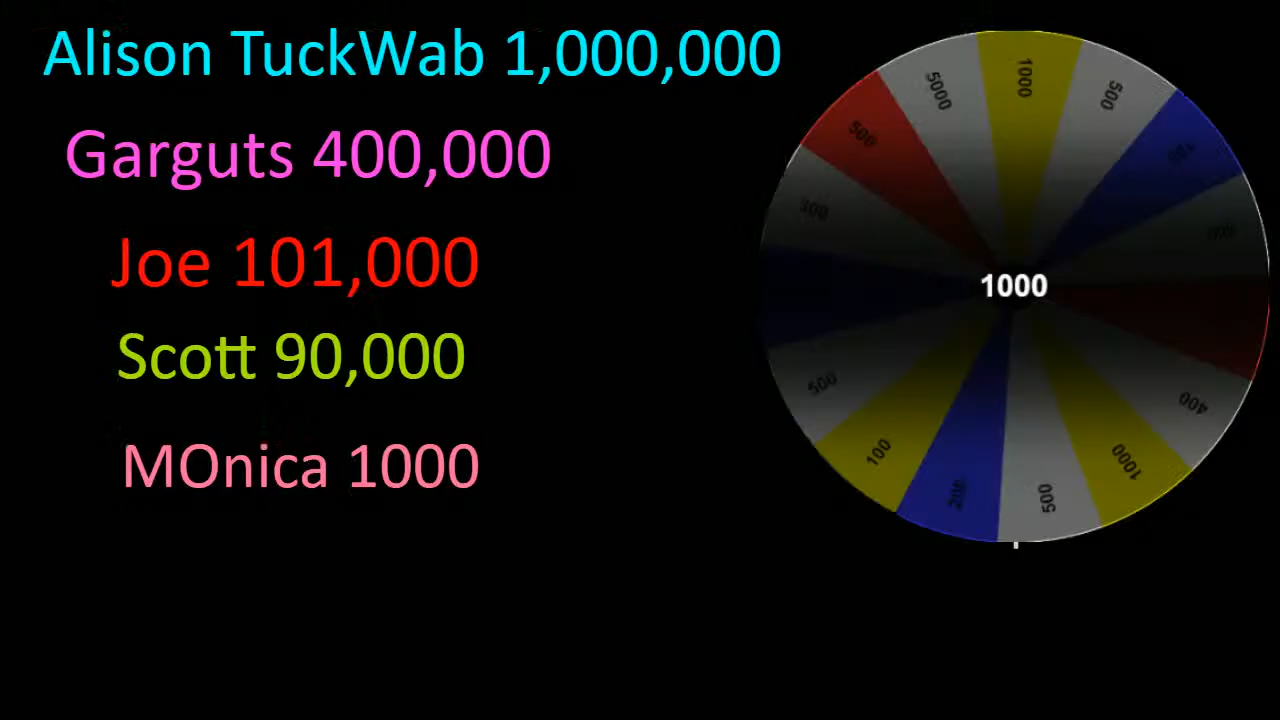 Alison TuckWab 1,000,000
Garguts 400,000
Joe 101,000
Scott 90,000
MOnica 1000
1000
5000
1000
500
500
500
100
200
500
1000
400